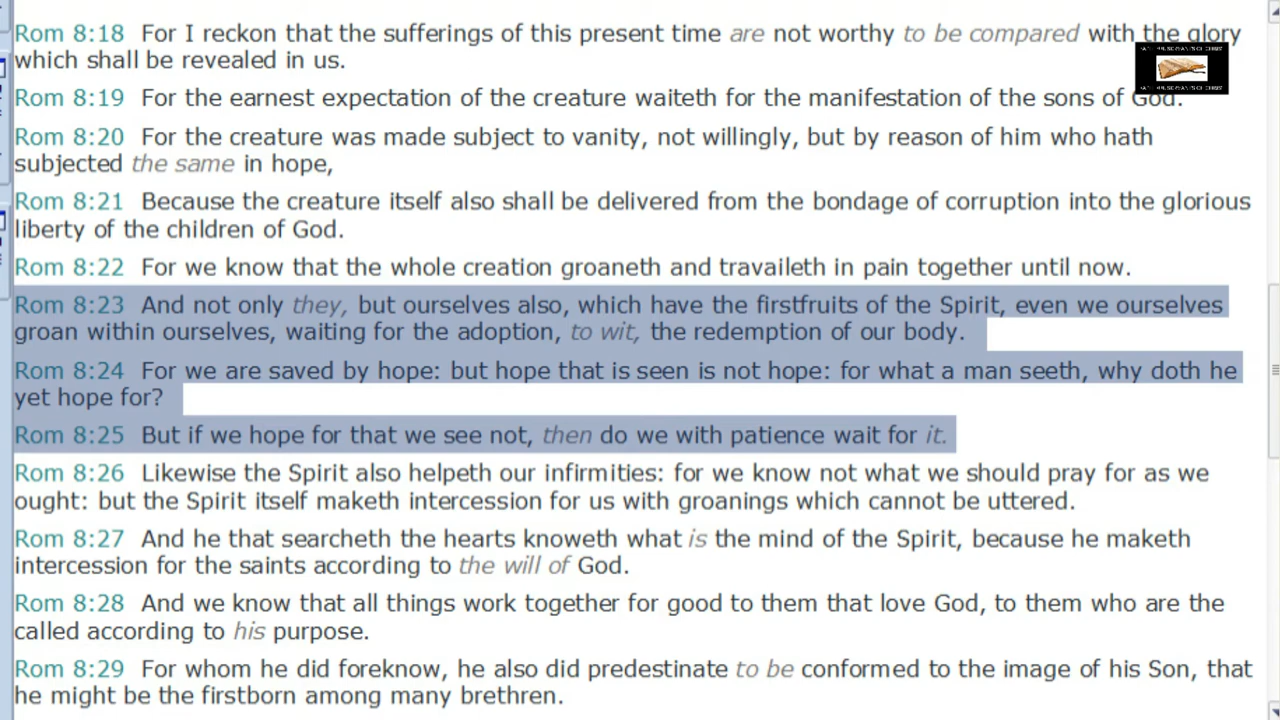 Rom 8:18 For I reckon that the sufferings of this present time are not worthy to be compared with the glory
which shall be revealed in us.
Rom 8:19 For the earnest expectation of the creature waiteth for the manifestation of the sons of God.
Rom 8:20 For the creature was made subject to vanity, not willingly, but by reason of him who hath
subjected the same in hope,
Rom 8:21 Because the creature itself also shall be delivered from the bondage of corruption into the glorious
liberty of the children of God.
Rom 8:22 For we know that the whole creation groaneth and travaileth in pain together until now.
Rom 8:23 And not only they, but ourselves also, which have the firstfruits of the Spirit, even we ourselves
groan within ourselves, waiting for the adoption, to wit, the redemption of our body.
Rom 8:24 For we are saved by hope: but hope that is seen is not hope: for what a man seeth, why doth he
yet hope for?
Rom 8:25 But if we hope for that we see not, then do we with patience wait for it.
Rom 8:26 Likewise the Spirit also helpeth our infirmities: for we know not what we should pray for as we
ought: but the Spirit itself maketh intercession for us with groanings which cannot be uttered.
Rom 8:27 And he that searcheth the hearts knoweth what is the mind of the Spirit, because he maketh
intercession for the saints according to the will of God.
Rom 8:28 And we know that all things work together for good to them that love God, to them who are the
called according to his purpose.
Rom 8:29 For whom he did foreknow, he also did predestinate to be conformed to the image of his Son, that
he might be the firstborn among many brethren.